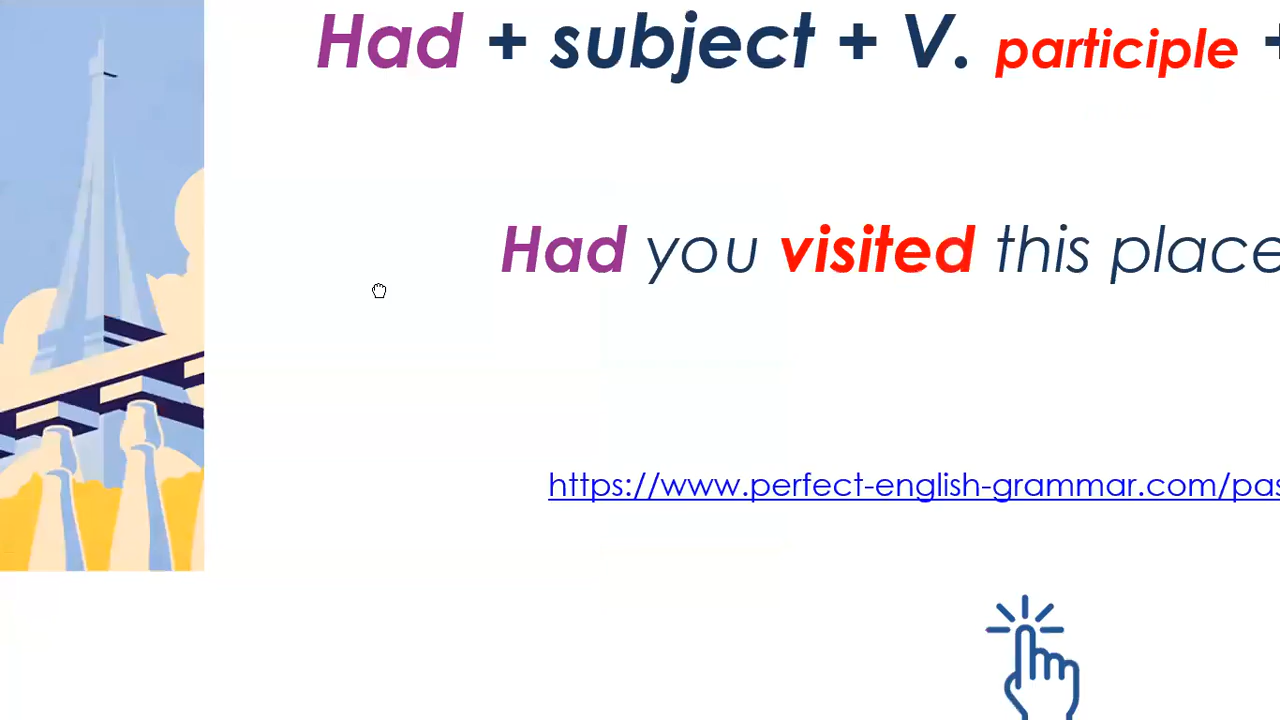 Had + subject + V. participle +
Had you visited this place
https://www.perfect-english-grammar.com/pas